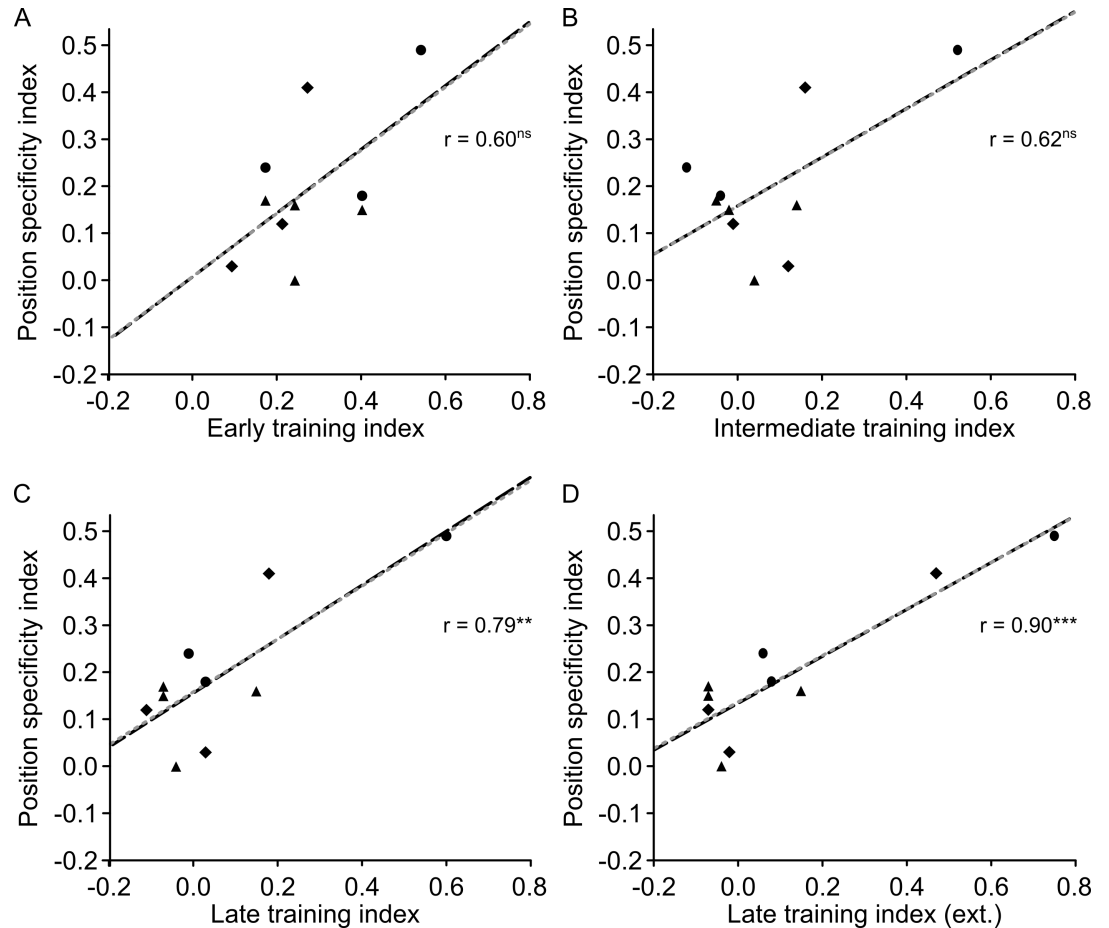 A
Position specificity index
0.5
0.4
0.3
0.2
0.1
0.0
-0.1
-0.2
r = 0.60ns
-0.2 0.0 0.2 0.4 0.6 0.8
Early training index
B
Position specificity index
0.5
0.4
0.3
0.2
0.1
0.0
-0.1
-0.2
r = 0.62ns
-0.2 0.0 0.2 0.4 0.6 0.8
Intermediate training index
C
Position specificity index
0.5
0.4
0.3
0.2
0.1
0.0
-0.1
-0.2
r = 0.79**
-0.2 0.0 0.2 0.4 0.6 0.8
Late training index
D
Position specificity index
0.5
0.4
0.3
0.2
0.1
0.0
-0.1
-0.2
r = 0.90***
-0.2 0.0 0.2 0.4 0.6 0.8
Late training index (ext.)